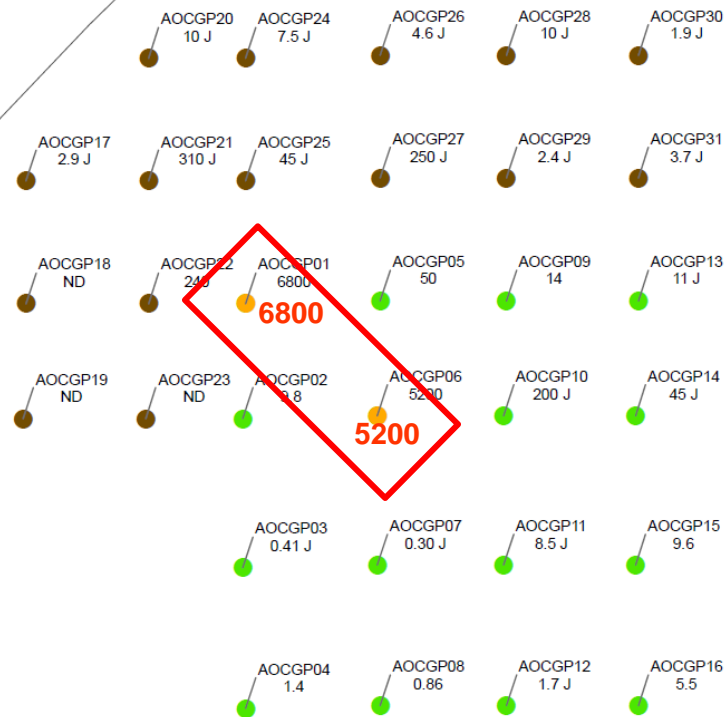 AOCGP20
10 J
AOCGP24
7.5 J
AOCGP26
4.6 J
AOCGP28
10 J
AOCGP30
1.9 J
AOCGP17
2.9 J
AOCGP21
310 J
AOCGP25
45 J
AOCGP27
250 J
AOCGP29
2.4 J
AOCGP31
3.7 J
AOCGP18
ND
AOCGP22
240
AOCGP01
6800
6800
AOCGP05
50
AOCGP09
14
AOCGP13
11 J
AOCGP19
ND
AOCGP23
ND
AOCGP02
AOCGP06
5200
5200
AOCGP10
200 J
AOCGP14
45 J
AOCGP03
0.41 J
AOCGP07
0.30 J
AOCGP11
8.5 J
AOCGP15
9.6
AOCGP04
1.4
AOCGP08
0.86
AOCGP12
1.7 J
AOCGP16
5.5